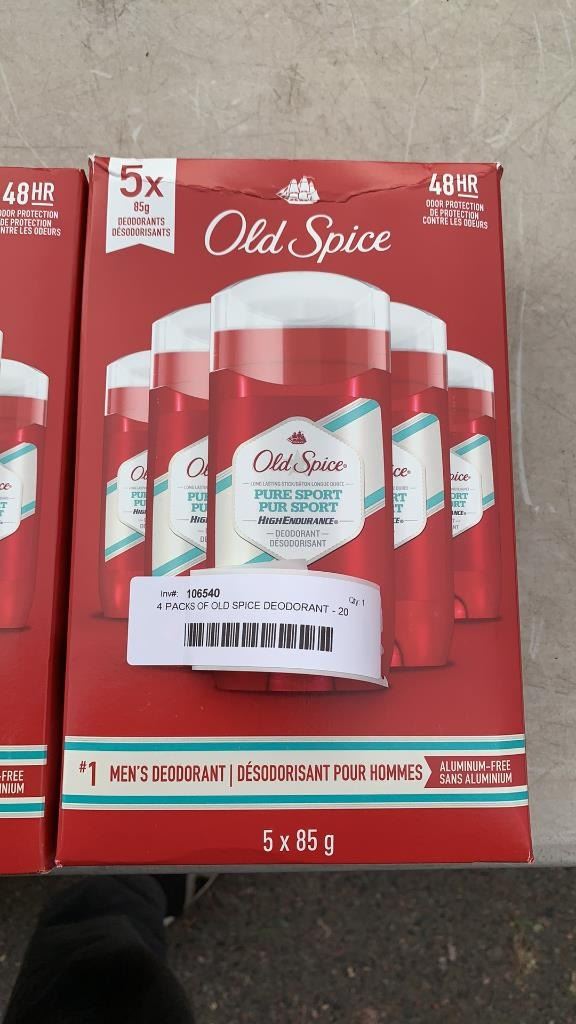 48HR
ODOR PROTECTION
DE PROTECTION
CONTRE LES ODEURS
5x
85g
DEODORANTS
DÉSODORISANTS
Old Spice
48HR
ODOR PROTECTION
DE PROTECTION
CONTRE LES ODEURS
Old Spice
PURE SPORT
PUR SPORT
HIGH ENDURANCE
DEODORANT
DÉSODORISANT
Inv#: 106540
Qty: 1
4 PACKS OF OLD SPICE DEODORANT - 20
#1 MEN'S DEODORANT | DÉSODORISANT POUR HOMMES
ALUMINUM-FREE
SANS ALUMINIUM
-FREE
INIUM
5 x 85 g